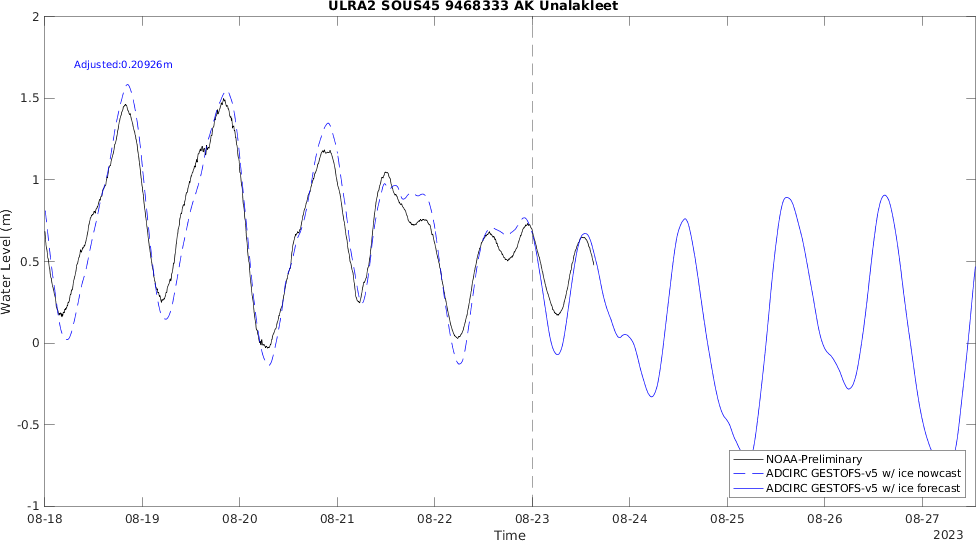 ULRA2 SOUS45 9468333 AK Unalakleet
2
Adjusted:0.20926m
1.5
1
0.5
0
-0.5
-1
Water Level (m)
NOAA-Preliminary
ADCIRC GESTOFS-v5 w/ ice nowcast
ADCIRC GESTOFS-v5 w/ ice forecast
08-18 08-19 08-20 08-21 08-22 08-23 08-24 08-25 08-26 08-27
Time
2023